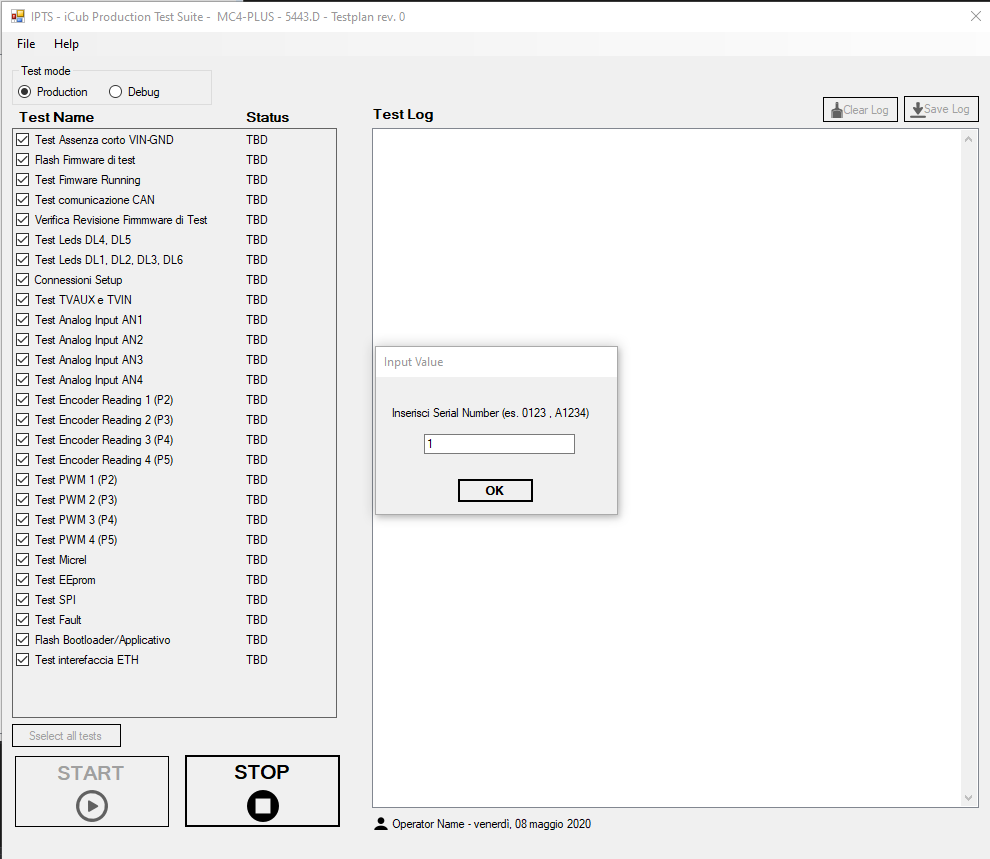 IPTS - iCub Production Test Suite - MC4-PLUS - 5443.D - Testplan rev. 0
File Help
Test mode
Production Debug
Test Name Status
Test Log
Clear Log Save Log
Test Assenza corto VIN-GND TBD
Flash Firmware di test TBD
Test Fimware Running TBD
Test comunicazione CAN TBD
Verifica Revisione Firmmware di Test TBD
Test Leds DL4, DL5 TBD
Test Leds DL1, DL2, DL3, DL6 TBD
Connessioni Setup TBD
Test TVAUX e TVIN TBD
Test Analog Input AN1 TBD
Test Analog Input AN2 TBD
Test Analog Input AN3 TBD
Test Analog Input AN4 TBD
Test Encoder Reading 1 (P2) TBD
Test Encoder Reading 2 (P3) TBD
Test Encoder Reading 3 (P4) TBD
Test Encoder Reading 4 (P5) TBD
Test PWM 1 (P2) TBD
Test PWM 2 (P3) TBD
Test PWM 3 (P4) TBD
Test PWM 4 (P5) TBD
Test Micrel TBD
Test EEprom TBD
Test SPI TBD
Test Fault TBD
Flash Bootloader/Applicativo TBD
Test interefaccia ETH TBD
Input Value
Inserisci Serial Number (es. 0123 , A1234)
1
OK
Sselect all tests
START
STOP
Operator Name - venerdì, 08 maggio 2020